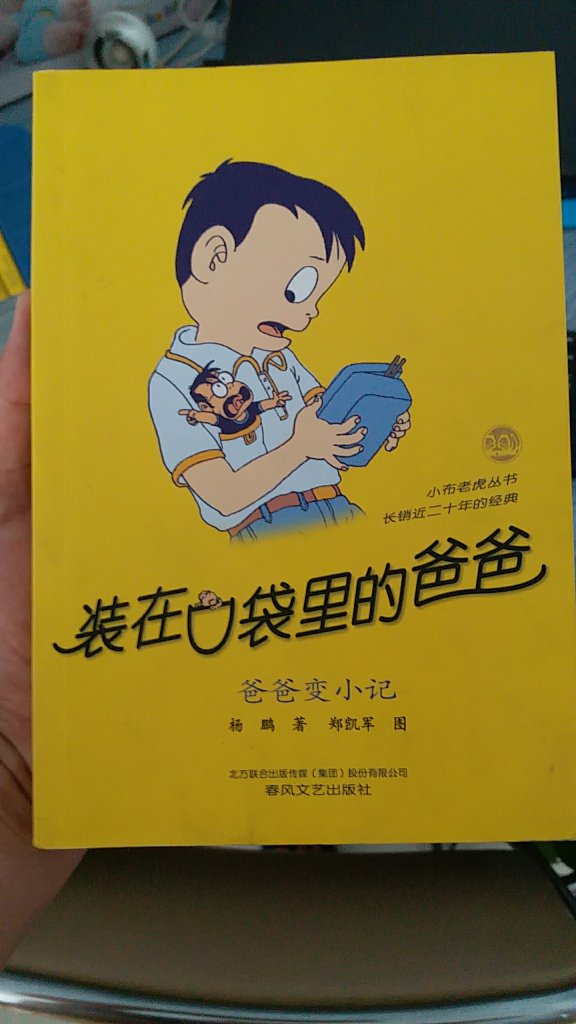 小布老虎丛书
长销近二十年的经典
装在口袋里的爸爸
爸爸变小记
杨 鹏 著 郑凯军 图
北方联合出版传媒（集团）股份有限公司
春风文艺出版社